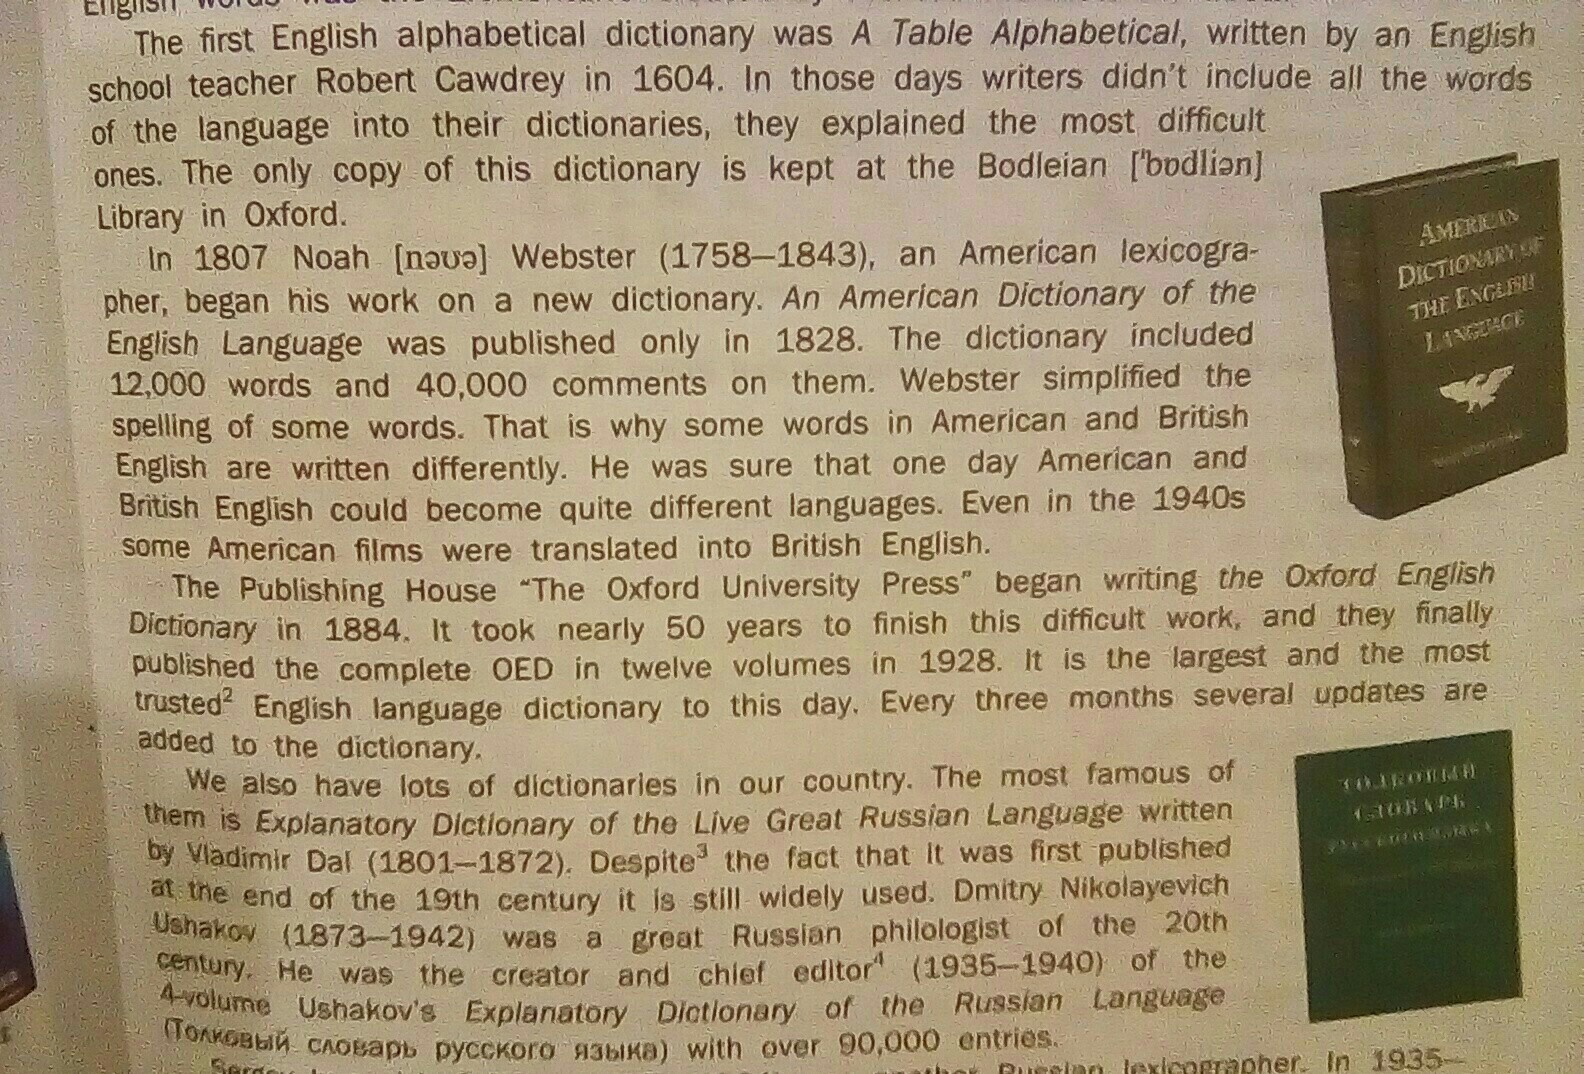 English words was the
The first English alphabetical dictionary was A Table Alphabetical, written by an English
school teacher Robert Cawdrey in 1604. In those days writers didn't include all the words
of the language into their dictionaries, they explained the most difficult
ones. The only copy of this dictionary is kept at the Bodleian [ˈbɒdliən]
Library in Oxford.
In 1807 Noah [nəʊə] Webster (1758—1843), an American lexicogra-
pher, began his work on a new dictionary. An American Dictionary of the
English Language was published only in 1828. The dictionary included
12,000 words and 40,000 comments on them. Webster simplified the
spelling of some words. That is why some words in American and British
English are written differently. He was sure that one day American and
British English could become quite different languages. Even in the 1940s
some American films were translated into British English.
AMERICAN
DICTIONARY OF
THE ENGLISH
LANGUAGE
The Publishing House “The Oxford University Press” began writing the Oxford English
Dictionary in 1884. It took nearly 50 years to finish this difficult work, and they finally
published the complete OED in twelve volumes in 1928. It is the largest and the most
trusted² English language dictionary to this day. Every three months several updates are
added to the dictionary.
We also have lots of dictionaries in our country. The most famous of
them is Explanatory Dictionary of the Live Great Russian Language written
by Vladimir Dal (1801—1872). Despite³ the fact that it was first published
at the end of the 19th century it is still widely used. Dmitry Nikolayevich
Ushakov (1873—1942) was a great Russian philologist of the 20th
century. He was the creator and chief editor⁴ (1935—1940) of the
4-volume Ushakov's Explanatory Dictionary of the Russian Language
(Толковый словарь русского языка) with over 90,000 entries.
ТОЛКОВЫЙ
СЛОВАРЬ
РУССКОГО ЯЗЫКА
another Russian lexicographer. In 1935—